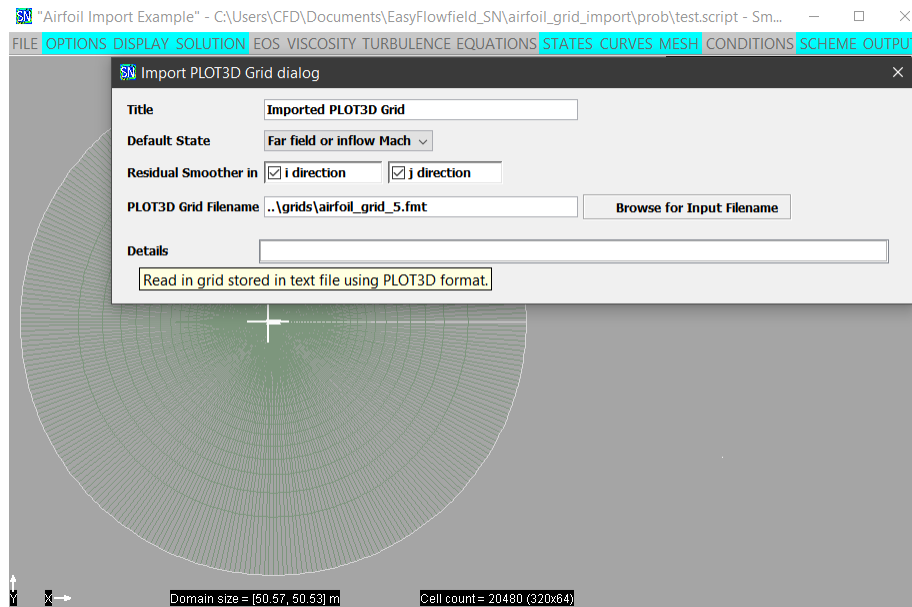 SN "Airfoil Import Example" - C:\Users\CFD\Documents\EasyFlowfield_SN\airfoil_grid_import\prob\test.script - Sm...
FILE OPTIONS DISPLAY SOLUTION EOS VISCOSITY TURBULENCE EQUATIONS STATES CURVES MESH CONDITIONS SCHEME OUTPUT
SN Import PLOT3D Grid dialog
Title Imported PLOT3D Grid
Default State Far field or inflow Mach
Residual Smoother in i direction j direction
PLOT3D Grid Filename ..\grids\airfoil_grid_5.fmt Browse for Input Filename
Details
Read in grid stored in text file using PLOT3D format.
Y X Domain size = [50.57, 50.53] m Cell count = 20480 (320x64)